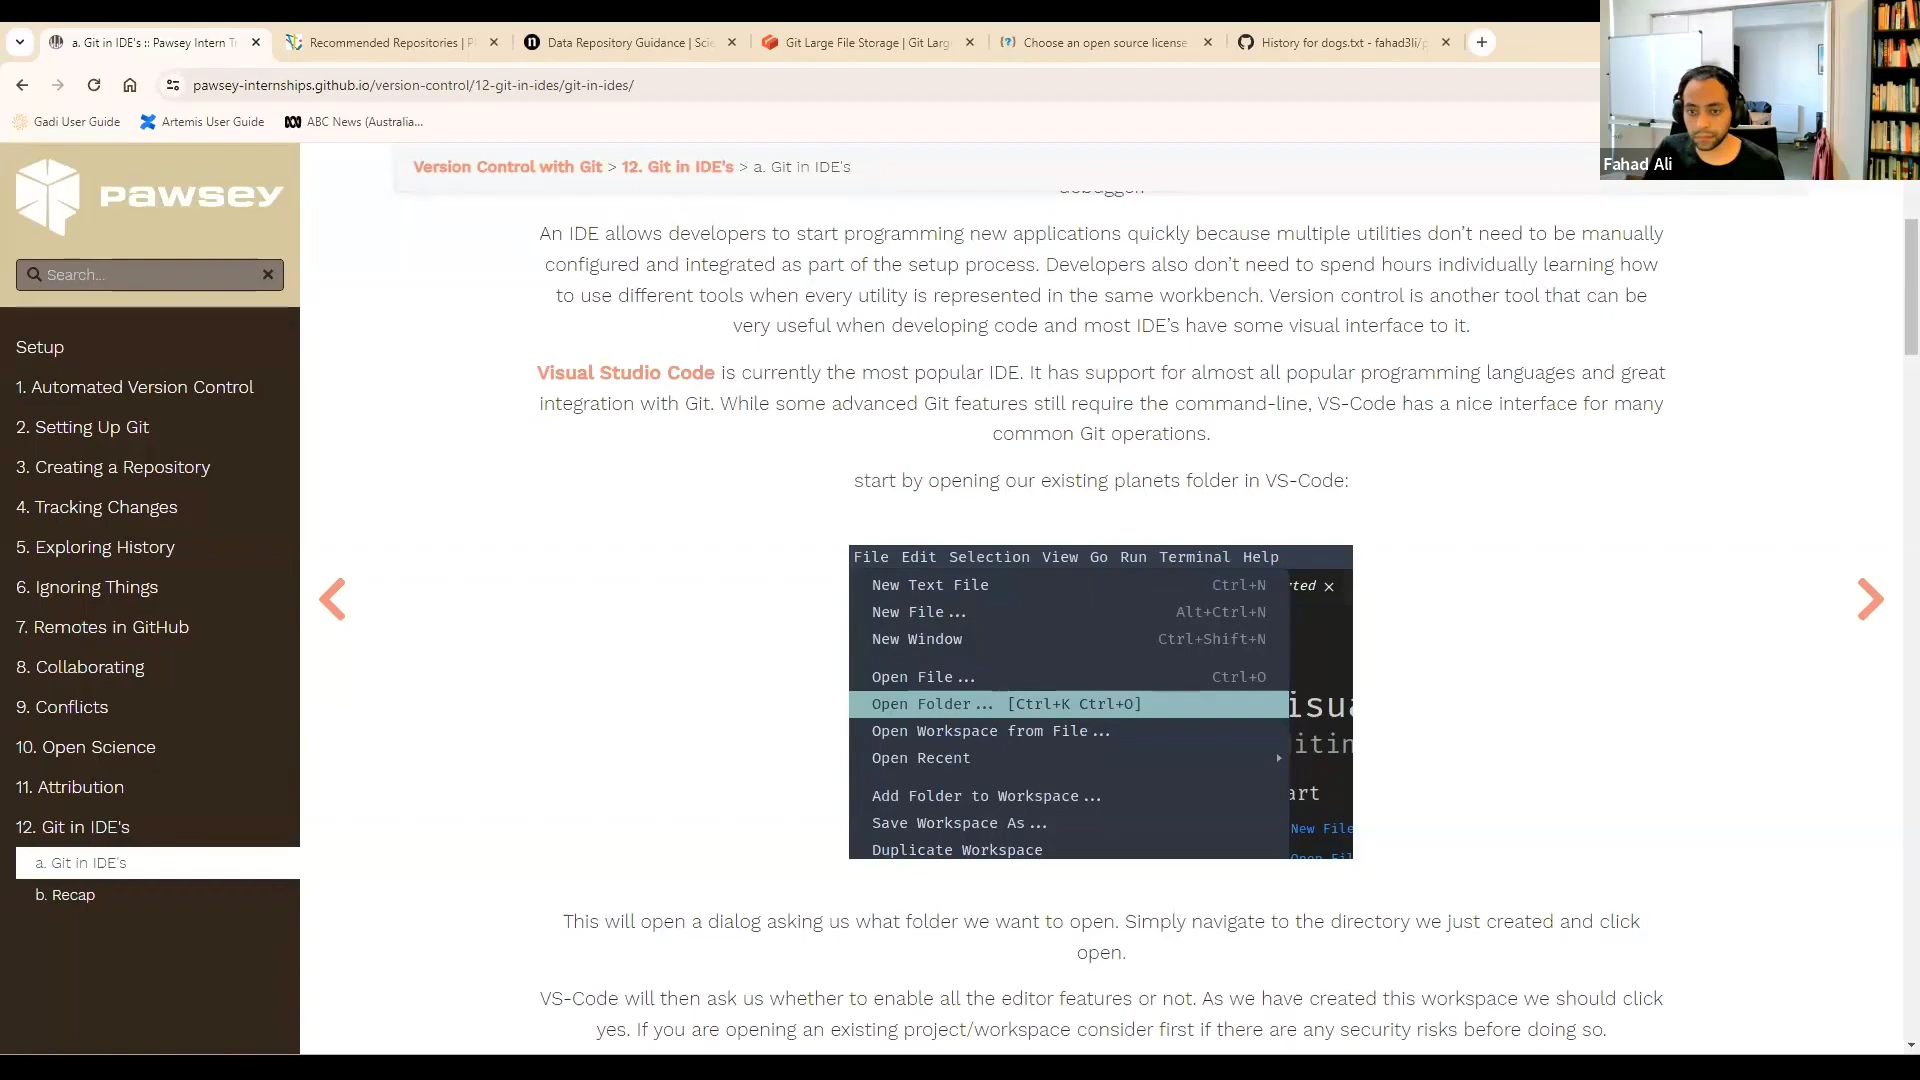 a. Git in IDE's :: Pawsey Intern Tr
Recommended Repositories | P
Data Repository Guidance | Scie
Git Large File Storage | Git Larg
Choose an open source license
History for dogs.txt - fahad3li/p
pawsey-internships.github.io/version-control/12-git-in-ides/git-in-ides/
Gadi User Guide
Artemis User Guide
ABC News (Australia...
Fahad Ali
pawsey
Search...
Setup
1. Automated Version Control
2. Setting Up Git
3. Creating a Repository
4. Tracking Changes
5. Exploring History
6. Ignoring Things
7. Remotes in GitHub
8. Collaborating
9. Conflicts
10. Open Science
11. Attribution
12. Git in IDE's
a. Git in IDE's
b. Recap
Version Control with Git > 12. Git in IDE's > a. Git in IDE's
debugger.
An IDE allows developers to start programming new applications quickly because multiple utilities don't need to be manually
configured and integrated as part of the setup process. Developers also don't need to spend hours individually learning how
to use different tools when every utility is represented in the same workbench. Version control is another tool that can be
very useful when developing code and most IDE's have some visual interface to it.
Visual Studio Code is currently the most popular IDE. It has support for almost all popular programming languages and great
integration with Git. While some advanced Git features still require the command-line, VS-Code has a nice interface for many
common Git operations.
start by opening our existing planets folder in VS-Code:
File Edit Selection View Go Run Terminal Help
New Text File Ctrl+N
rted
New File... Alt+Ctrl+N
New Window Ctrl+Shift+N
Open File... Ctrl+O
Open Folder... [Ctrl+K Ctrl+O]
isua
Open Workspace from File...
itin
Open Recent
Add Folder to Workspace...
art
Save Workspace As...
New File
Duplicate Workspace
Open Fil
This will open a dialog asking us what folder we want to open. Simply navigate to the directory we just created and click
open.
VS-Code will then ask us whether to enable all the editor features or not. As we have created this workspace we should click
yes. If you are opening an existing project/workspace consider first if there are any security risks before doing so.